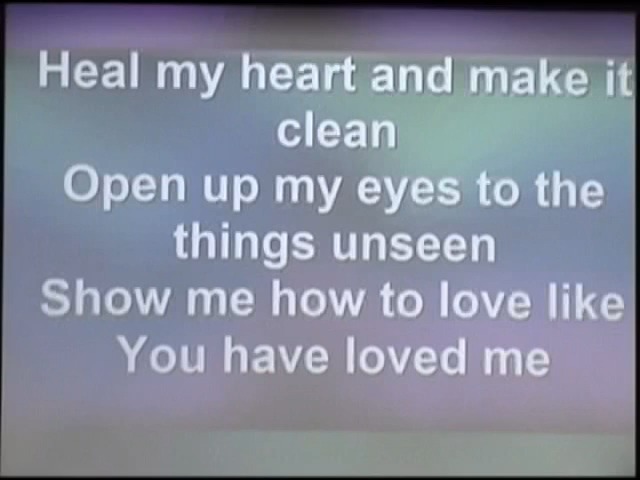 Heal my heart and make it
clean
Open up my eyes to the
things unseen
Show me how to love like
You have loved me